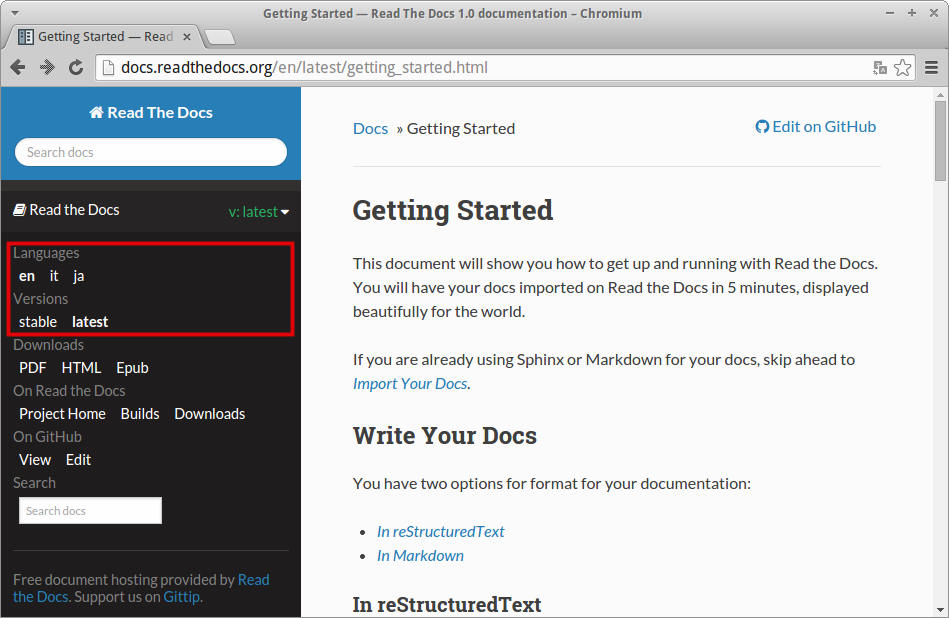 Getting Started — Read The Docs 1.0 documentation – Chromium
Getting Started — Read
docs.readthedocs.org/en/latest/getting_started.html
Read The Docs
Search docs
Read the Docs v: latest
Languages
en it ja
Versions
stable latest
Downloads
PDF HTML Epub
On Read the Docs
Project Home Builds Downloads
On GitHub
View Edit
Search
Search docs
Free document hosting provided by Read
the Docs. Support us on Gittip.
Docs » Getting Started
Edit on GitHub
Getting Started
This document will show you how to get up and running with Read the Docs.
You will have your docs imported on Read the Docs in 5 minutes, displayed
beautifully for the world.
If you are already using Sphinx or Markdown for your docs, skip ahead to
Import Your Docs.
Write Your Docs
You have two options for format for your documentation:
• In reStructuredText
• In Markdown
In reStructuredText